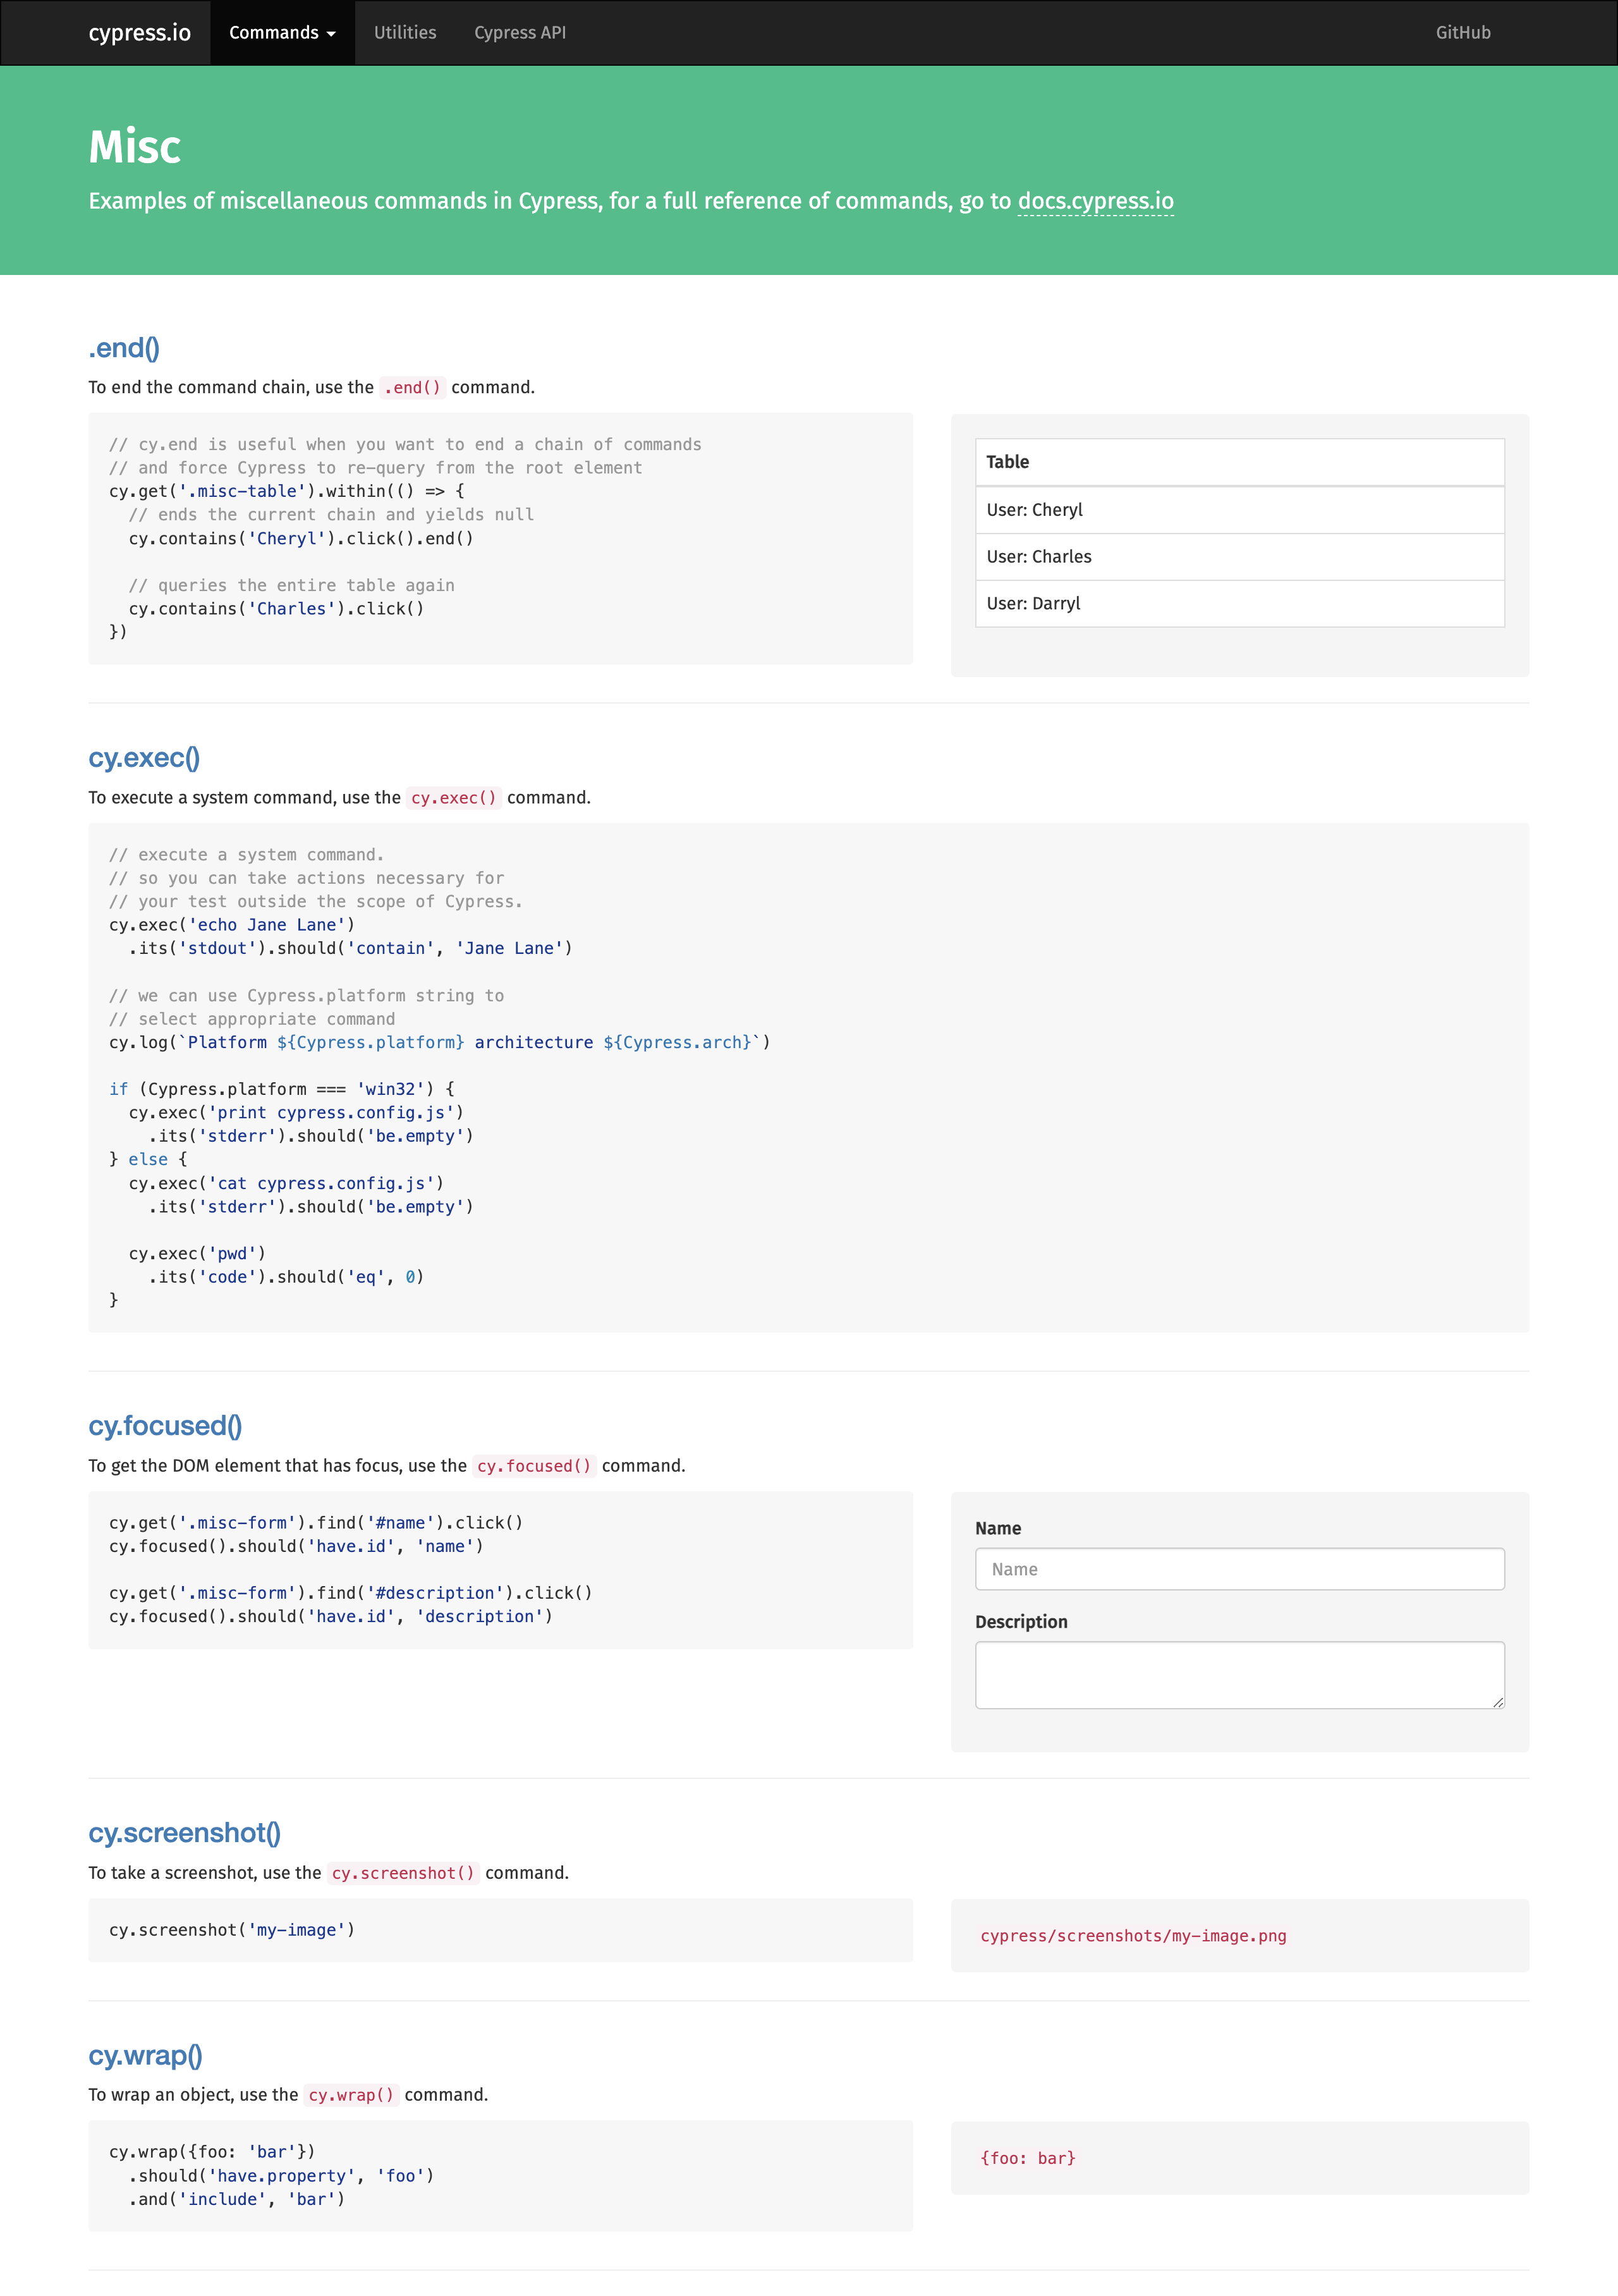 cypress.io Commands Utilities Cypress API GitHub
Misc
Examples of miscellaneous commands in Cypress, for a full reference of commands, go to docs.cypress.io
.end()
To end the command chain, use the .end() command.
// cy.end is useful when you want to end a chain of commands
// and force Cypress to re-query from the root element
cy.get('.misc-table').within(() => {
  // ends the current chain and yields null
  cy.contains('Cheryl').click().end()

  // queries the entire table again
  cy.contains('Charles').click()
})
Table
User: Cheryl
User: Charles
User: Darryl
cy.exec()
To execute a system command, use the cy.exec() command.
// execute a system command.
// so you can take actions necessary for
// your test outside the scope of Cypress.
cy.exec('echo Jane Lane')
  .its('stdout').should('contain', 'Jane Lane')

// we can use Cypress.platform string to
// select appropriate command
cy.log(`Platform ${Cypress.platform} architecture ${Cypress.arch}`)

if (Cypress.platform === 'win32') {
  cy.exec('print cypress.config.js')
    .its('stderr').should('be.empty')
} else {
  cy.exec('cat cypress.config.js')
    .its('stderr').should('be.empty')

  cy.exec('pwd')
    .its('code').should('eq', 0)
}
cy.focused()
To get the DOM element that has focus, use the cy.focused() command.
cy.get('.misc-form').find('#name').click()
cy.focused().should('have.id', 'name')

cy.get('.misc-form').find('#description').click()
cy.focused().should('have.id', 'description')
Name
Name
Description
cy.screenshot()
To take a screenshot, use the cy.screenshot() command.
cy.screenshot('my-image')
cypress/screenshots/my-image.png
cy.wrap()
To wrap an object, use the cy.wrap() command.
cy.wrap({foo: 'bar'})
  .should('have.property', 'foo')
  .and('include', 'bar')
{foo: bar}